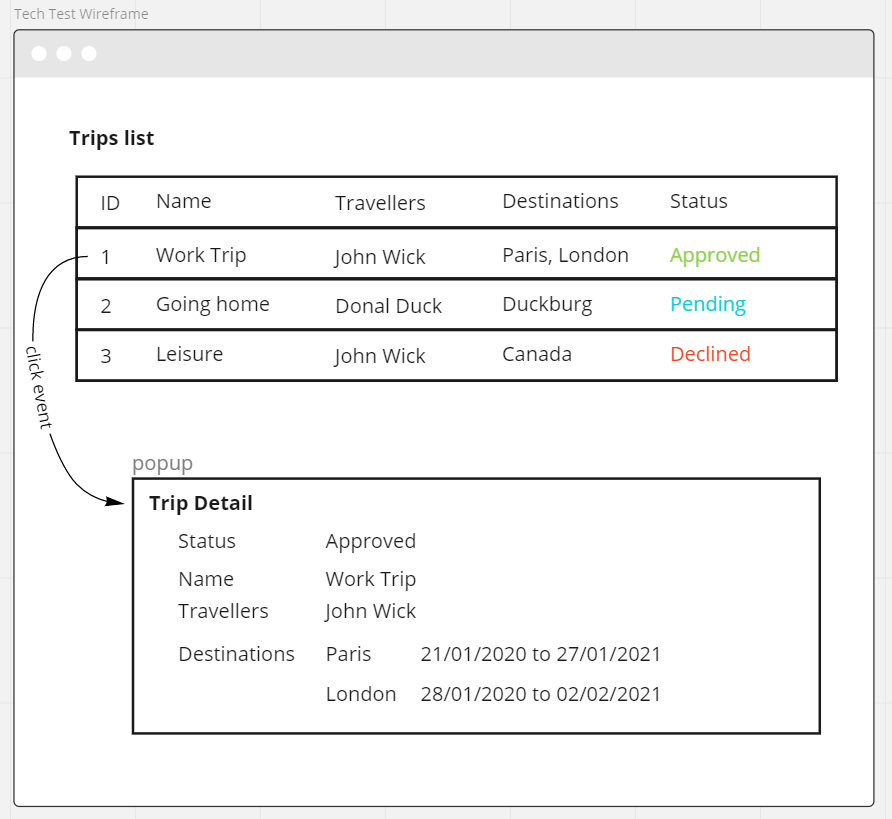 Tech Test Wireframe
Trips list
ID Name Travellers Destinations Status
1 Work Trip John Wick Paris, London Approved
2 Going home Donal Duck Duckburg Pending
3 Leisure John Wick Canada Declined
click event
popup
Trip Detail
Status Approved
Name Work Trip
Travellers John Wick
Destinations Paris 21/01/2020 to 27/01/2021
London 28/01/2020 to 02/02/2021